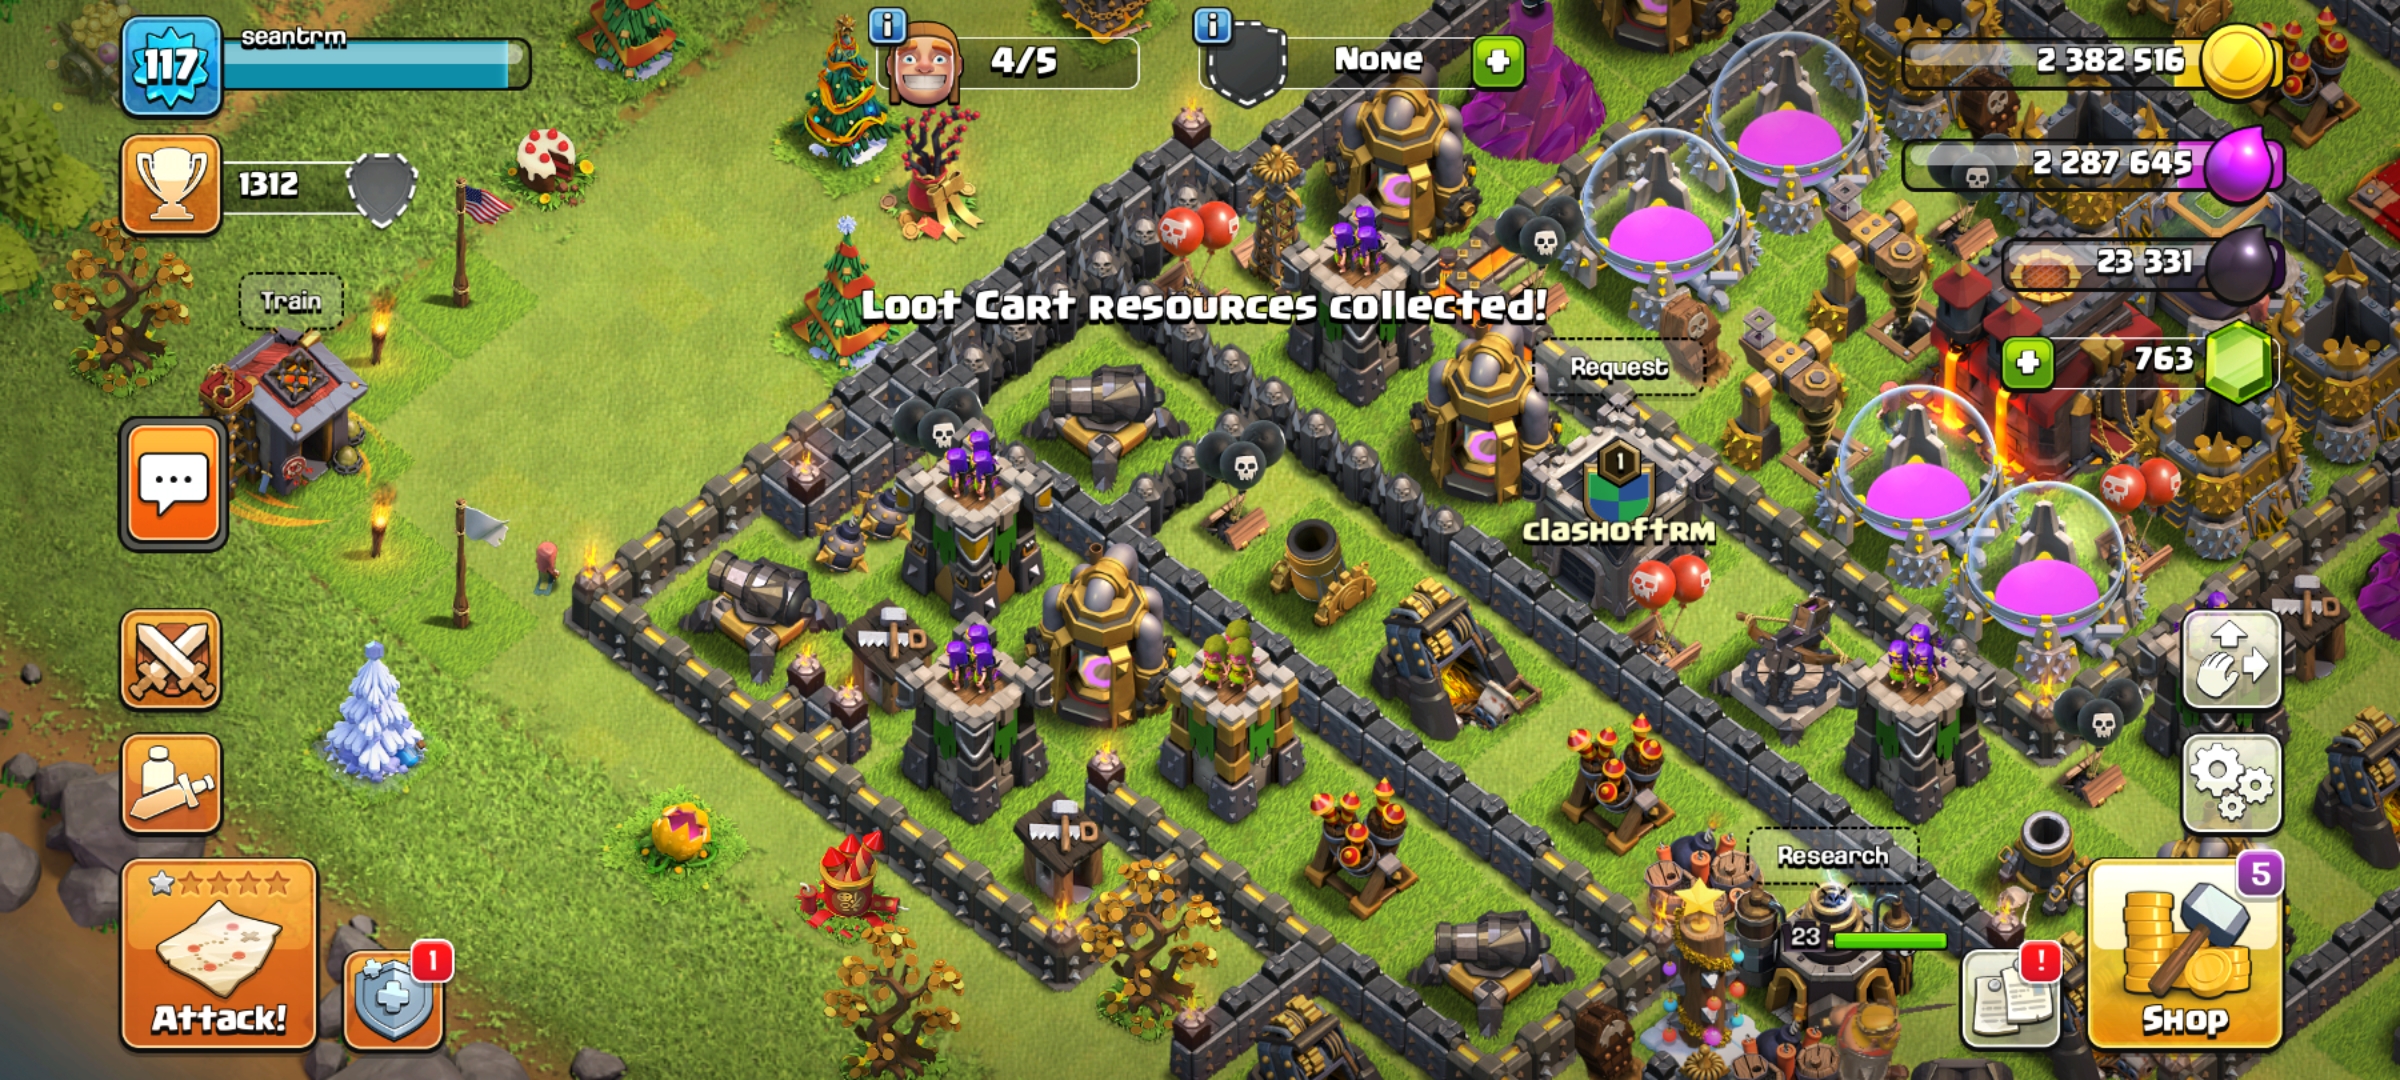 117
seantrm
4/5
None
2 382 516
1312
2 287 645
23 331
Train
Loot Cart resources collected!
763
Request
1
clashoftrm
Research
23
5
Attack!
1
!
Shop